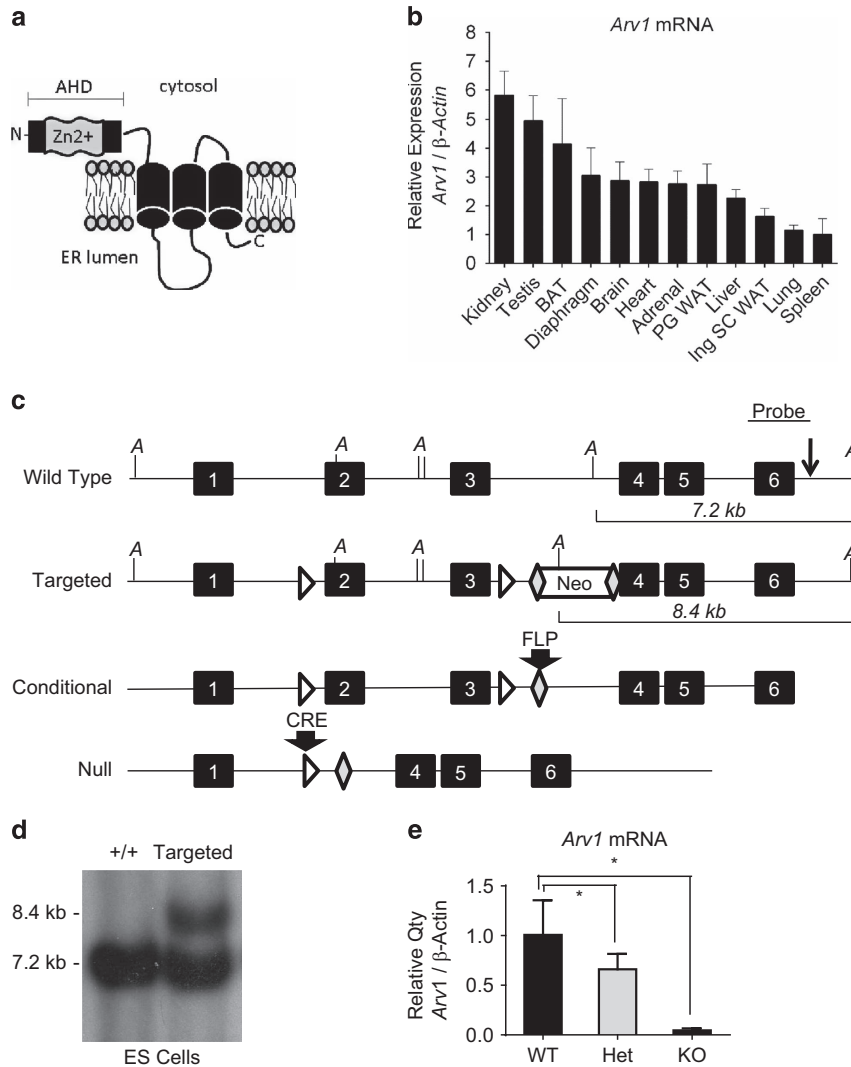 a
AHD
cytosol
N
Zn2+
ER lumen
C
b
Arv1 mRNA
Relative Expression
Arv1 / β-Actin
8
7
6
5
4
3
2
1
0
Kidney
Testis
BAT
Diaphragm
Brain
Heart
Adrenal
PG WAT
Liver
Ing SC WAT
Lung
Spleen
c
Probe
A A A A A
Wild Type 1 2 3 4 5 6
7.2 kb
A A A A A
Targeted 1 2 3 Neo 4 5 6
8.4 kb
FLP
Conditional 1 2 3 4 5 6
CRE
Null 1 4 5 6
d
+/+ Targeted
8.4 kb -
7.2 kb -
ES Cells
e
Arv1 mRNA
*
*
Relative Qty
Arv1 / β-Actin
1.5
1.0
0.5
0.0
WT Het KO